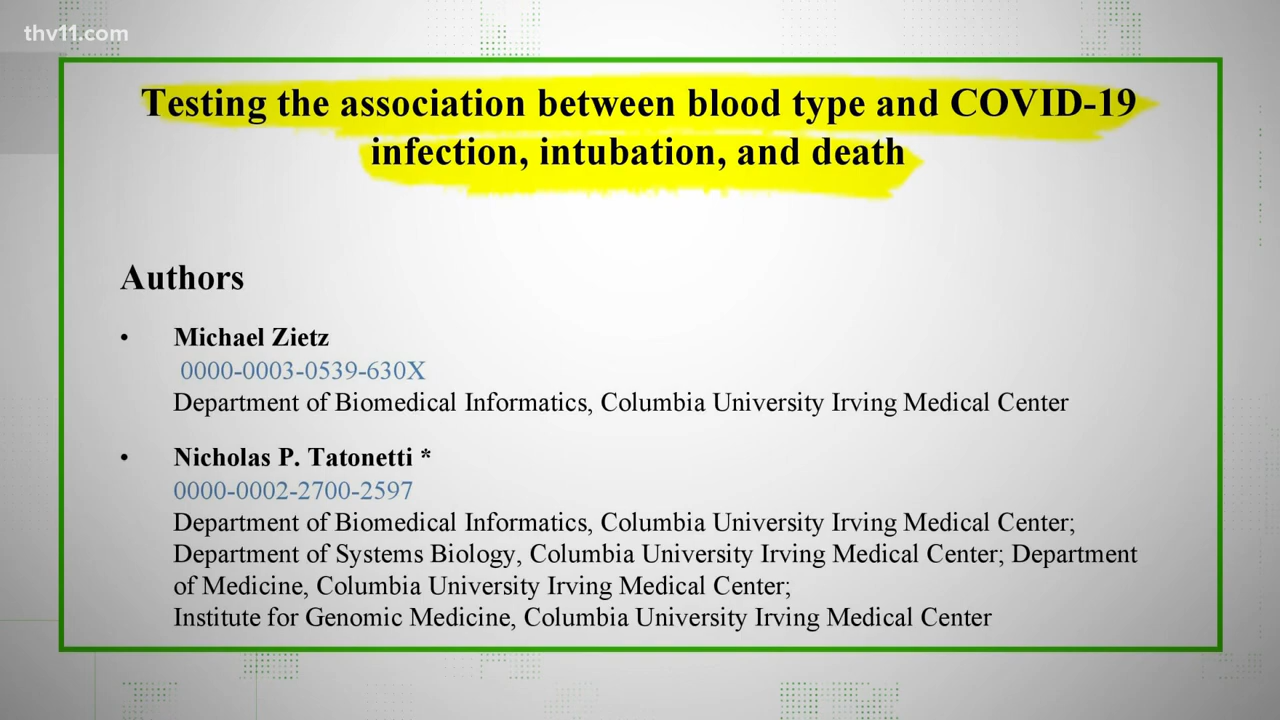 thv11.com
Testing the association between blood type and COVID-19
infection, intubation, and death
Authors
• Michael Zietz
0000-0003-0539-630X
Department of Biomedical Informatics, Columbia University Irving Medical Center
• Nicholas P. Tatonetti *
0000-0002-2700-2597
Department of Biomedical Informatics, Columbia University Irving Medical Center;
Department of Systems Biology, Columbia University Irving Medical Center; Department
of Medicine, Columbia University Irving Medical Center;
Institute for Genomic Medicine, Columbia University Irving Medical Center